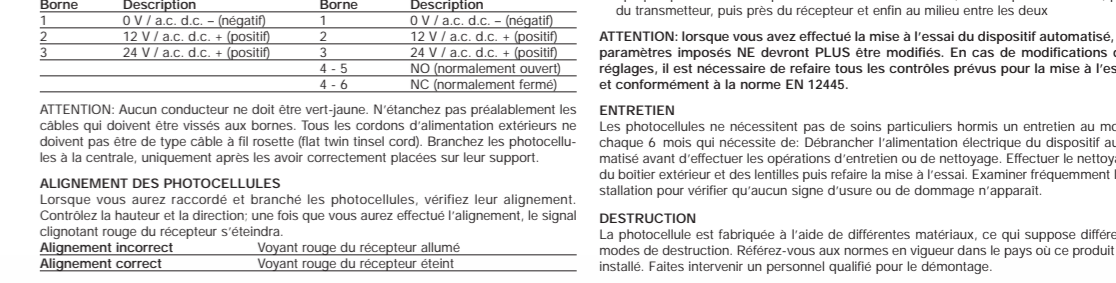 Borne Description Borne Description
1 0 V / a.c. d.c. – (négatif) 1 0 V / a.c. d.c. – (négatif)
2 12 V / a.c. d.c. + (positif) 2 12 V / a.c. d.c. + (positif)
3 24 V / a.c. d.c. + (positif) 3 24 V / a.c. d.c. + (positif)
4 - 5 NO (normalement ouvert)
4 - 6 NC (normalement fermé)
ATTENTION: Aucun conducteur ne doit être vert-jaune. N'étanchez pas préalablement les
câbles qui doivent être vissés aux bornes. Tous les cordons d'alimentation extérieurs ne
doivent pas être de type câble à fil rosette (flat twin tinsel cord). Branchez les photocellu-
les à la centrale, uniquement après les avoir correctement placées sur leur support.
ALIGNEMENT DES PHOTOCELLULES
Lorsque vous aurez raccordé et branché les photocellules, vérifiez leur alignement.
Contrôlez la hauteur et la direction; une fois que vous aurez effectué l'alignement, le signal
clignotant rouge du récepteur s'éteindra.
Alignement incorrect Voyant rouge du récepteur allumé
Alignement correct Voyant rouge du récepteur éteint
du transmetteur, puis près du récepteur et enfin au milieu entre les deux
ATTENTION: lorsque vous avez effectué la mise à l'essai du dispositif automatisé,
paramètres imposés NE devront PLUS être modifiés. En cas de modifications
réglages, il est nécessaire de refaire tous les contrôles prévus pour la mise à
et conformément à la norme EN 12445.
ENTRETIEN
Les photocellules ne nécessitent pas de soins particuliers hormis un entretien au
chaque 6 mois qui nécessite de: Débrancher l'alimentation électrique du dispositif
matisé avant d'effectuer les opérations d'entretien ou de nettoyage. Effectuer le
du boîtier extérieur et des lentilles puis refaire la mise à l'essai. Examiner fréquemment
stallation pour vérifier qu'aucun signe d'usure ou de dommage n'apparaît.
DESTRUCTION
La photocellule est fabriquée à l'aide de différentes matériaux, ce qui suppose
modes de destruction. Référez-vous aux normes en vigueur dans le pays où ce produit
installé. Faites intervenir un personnel qualifié pour le démontage.